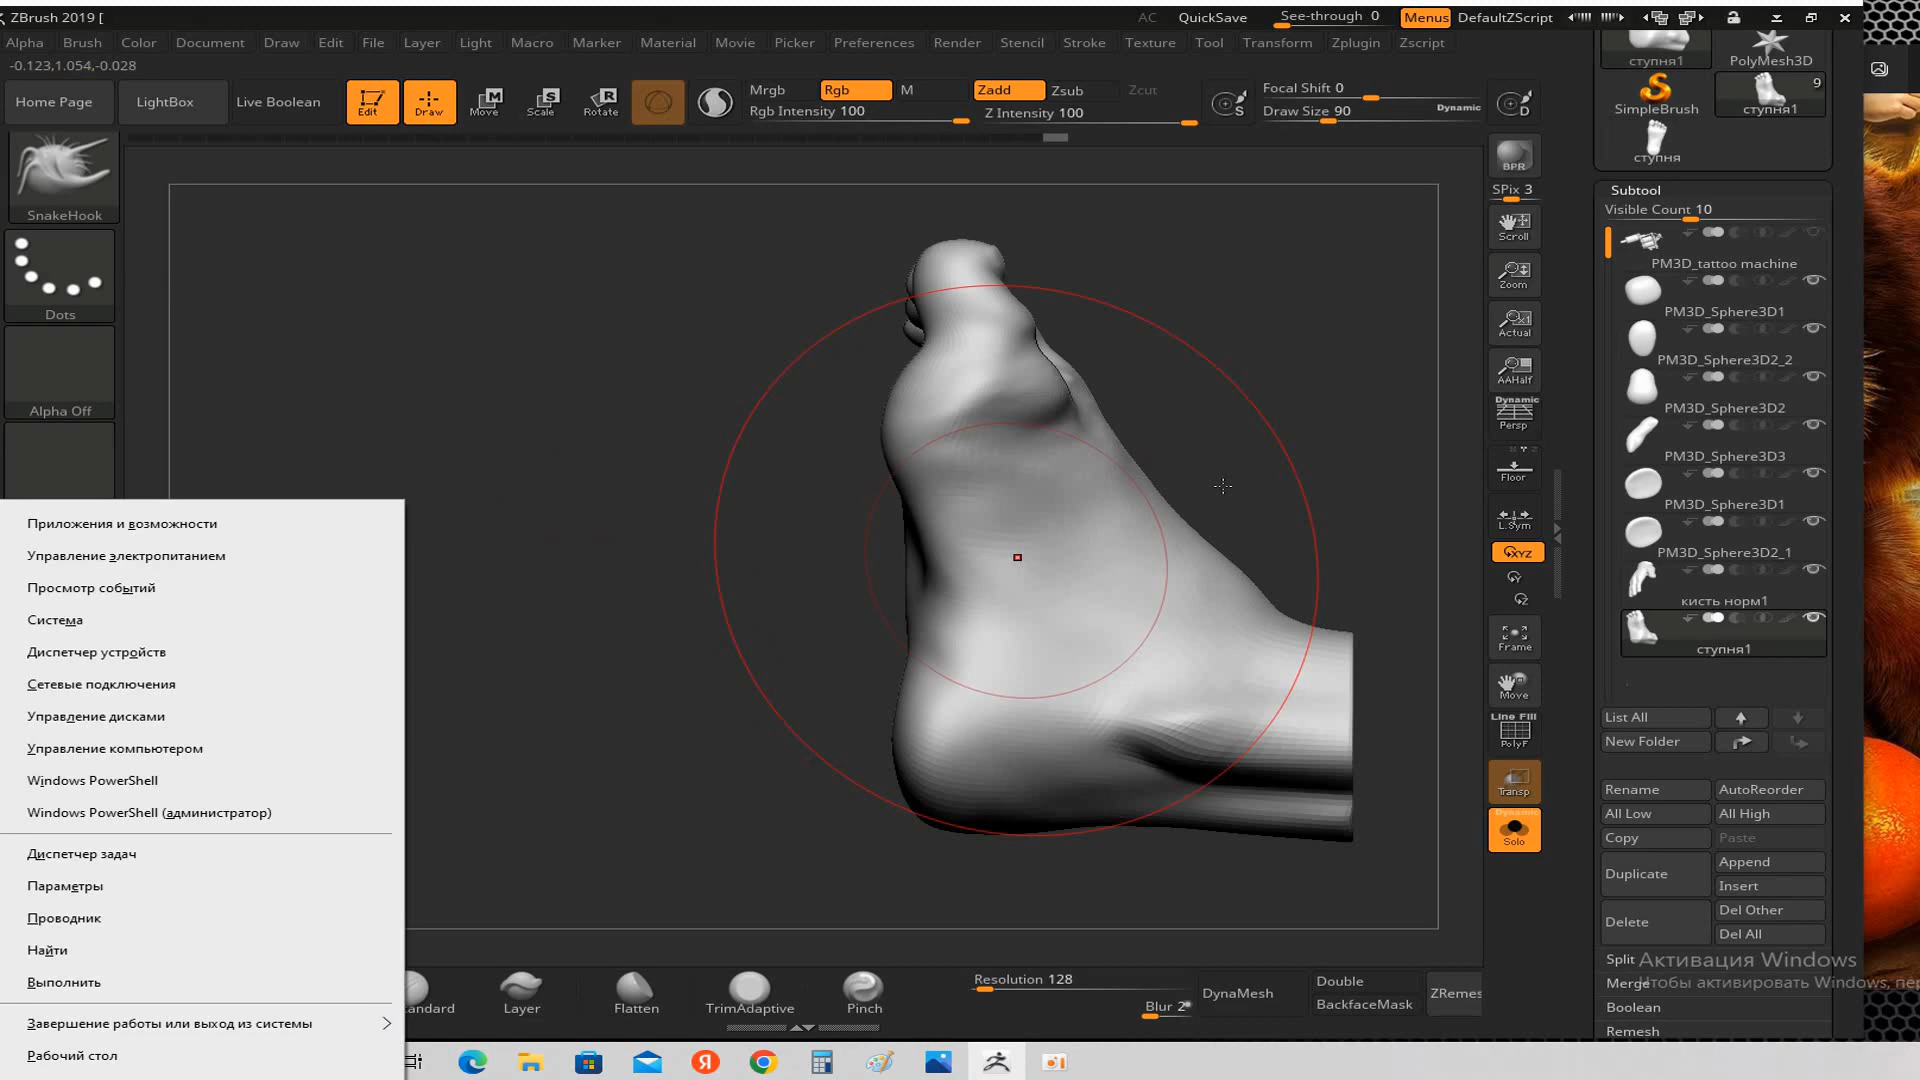 ZBrush 2019 [
AC
QuickSave
See-through 0
Menus
DefaultZScript
Alpha
Brush
Color
Document
Draw
Edit
File
Layer
Light
Macro
Marker
Material
Movie
Picker
Preferences
Render
Stencil
Stroke
Texture
Tool
Transform
Zplugin
Zscript
-0.123,1.054,-0.028
Home Page
LightBox
Live Boolean
Edit
Draw
Move
Scale
Rotate
Mrgb
Rgb
M
Rgb Intensity 100
Zadd
Zsub
Zcut
Z Intensity 100
Focal Shift 0
Draw Size 90
Dynamic
SnakeHook
Dots
Alpha Off
BPR
SPix 3
Scroll
Zoom
Actual
AAHalf
Dynamic
Persp
Floor
L.Sym
XYZ
Frame
Move
Line Fill
PolyF
Transp
Dynamic
Solo
ступня1
PolyMesh3D
SimpleBrush
9
ступня1
ступня
Subtool
Visible Count 10
PM3D_tattoo machine
PM3D_Sphere3D1
PM3D_Sphere3D2_2
PM3D_Sphere3D2
PM3D_Sphere3D3
PM3D_Sphere3D1
PM3D_Sphere3D2_1
кисть норм1
ступня1
List All
New Folder
Rename
AutoReorder
All Low
All High
Copy
Paste
Duplicate
Append
Insert
Delete
Del Other
Del All
Split
Активация Windows
Merge
Чтобы активировать Windows, пер
Boolean
Remesh
Приложения и возможности
Управление электропитанием
Просмотр событий
Система
Диспетчер устройств
Сетевые подключения
Управление дисками
Управление компьютером
Windows PowerShell
Windows PowerShell (администратор)
Диспетчер задач
Параметры
Проводник
Найти
Выполнить
Завершение работы или выход из системы
Рабочий стол
andard
Layer
Flatten
TrimAdaptive
Pinch
Resolution 128
Blur 2
DynaMesh
Double
BackfaceMask
ZRemes